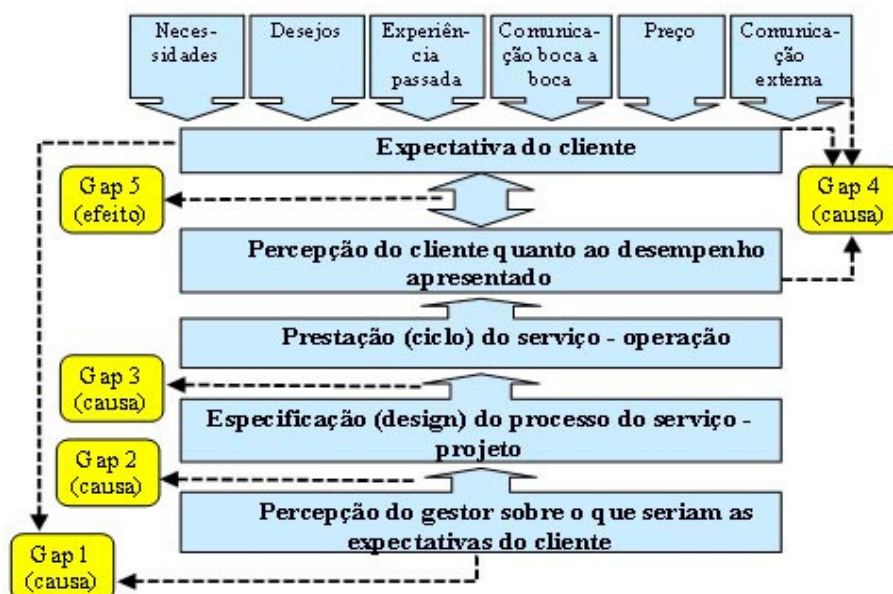 Neces-
sidades
Desejos
Experiên-
cia
passada
Comunica-
ção boca a
boca
Preço
Comunica-
ção
externa
Expectativa do cliente
Gap 5
(efeito)
Gap 4
(causa)
Percepção do cliente quanto ao desempenho
apresentado
Prestação (ciclo) do serviço - operação
Gap 3
(causa)
Especificação (design) do processo do serviço -
projeto
Gap 2
(causa)
Percepção do gestor sobre o que seriam as
expectativas do cliente
Gap 1
(causa)